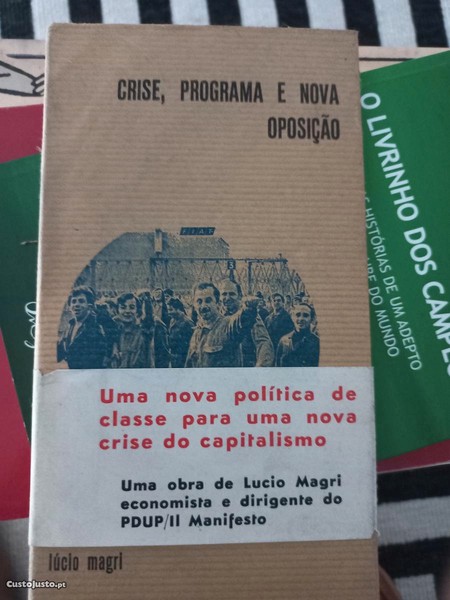 CRISE, PROGRAMA E NOVA
OPOSIÇÃO
FIAT
Uma nova política de
classe para uma nova
crise do capitalismo
Uma obra de Lucio Magri
economista e dirigente do
PDUP/Il Manifesto
lúcio magri
O LIVRINHO DOS
HISTÓRIAS DE UM ADEPTO
DO MUNDO
CustoJusto.pt